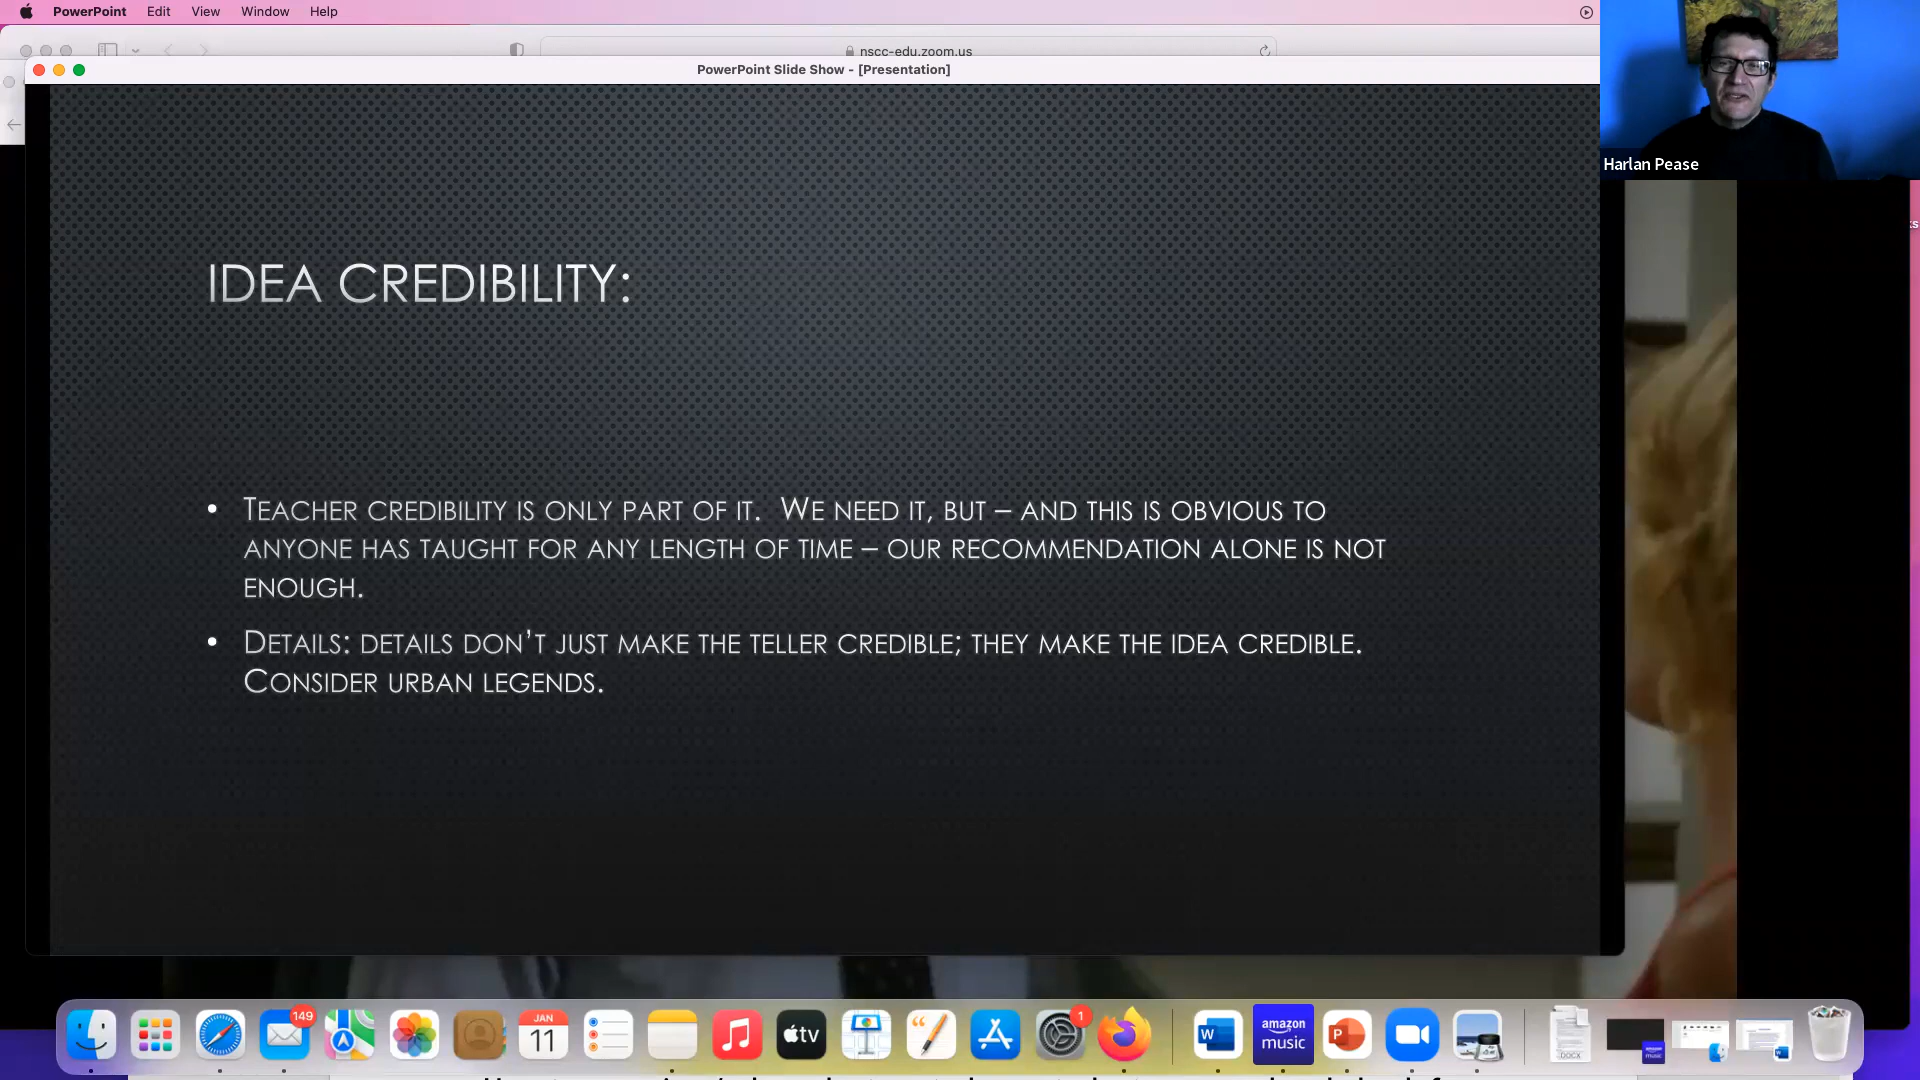 PowerPoint Edit View Window Help
nscc-edu.zoom.us
PowerPoint Slide Show - [Presentation]
Harlan Pease
IDEA CREDIBILITY:
• TEACHER CREDIBILITY IS ONLY PART OF IT. WE NEED IT, BUT – AND THIS IS OBVIOUS TO
ANYONE HAS TAUGHT FOR ANY LENGTH OF TIME – OUR RECOMMENDATION ALONE IS NOT
ENOUGH.
• DETAILS: DETAILS DON’T JUST MAKE THE TELLER CREDIBLE; THEY MAKE THE IDEA CREDIBLE.
CONSIDER URBAN LEGENDS.
149
JAN
11
tv
1
W
amazon
music
P
DOCX